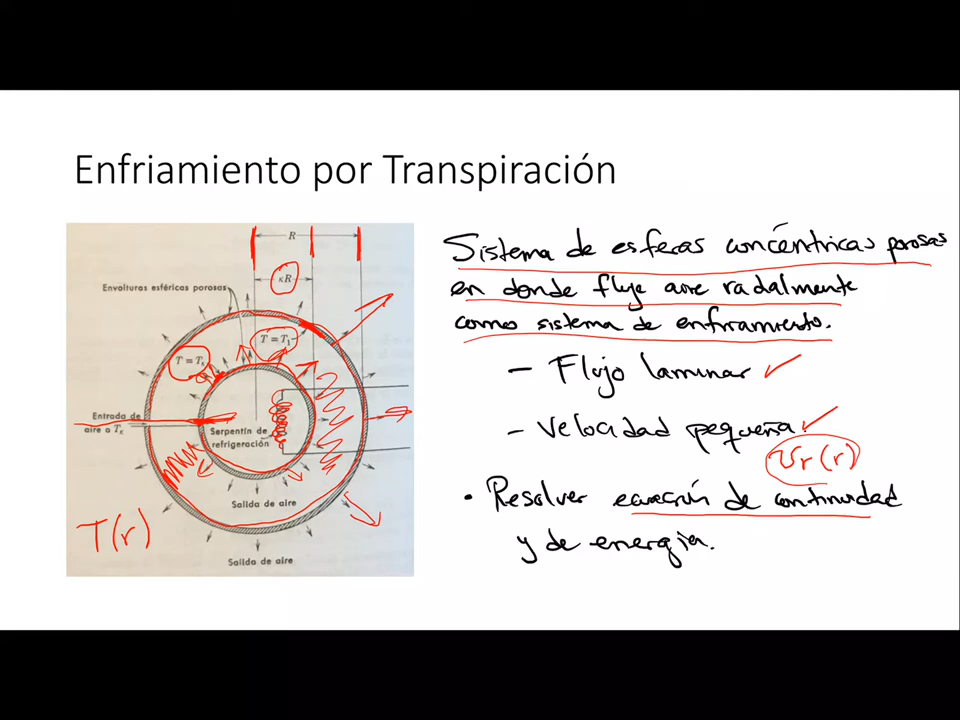 Enfriamiento por Transpiración
R
κR
Envolturas esféricas porosas
T = T₁
T = Tκ
Entrada de
aire a Tκ
Serpentín de
refrigeración
Salida de aire
Salida de aire
T(r)
Sistema de esferas concéntricas porosas
en donde fluje aire radalmente
como sistema de enfriamiento.
- Flujo laminar ✓
- Velocidad pequeña ✓
vr(r)
• Resolver ecuación de continuidad
y de energía.